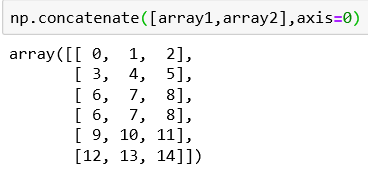 np.concatenate([array1,array2],axis=0)
array([[ 0,  1,  2],
       [ 3,  4,  5],
       [ 6,  7,  8],
       [ 6,  7,  8],
       [ 9, 10, 11],
       [12, 13, 14]])